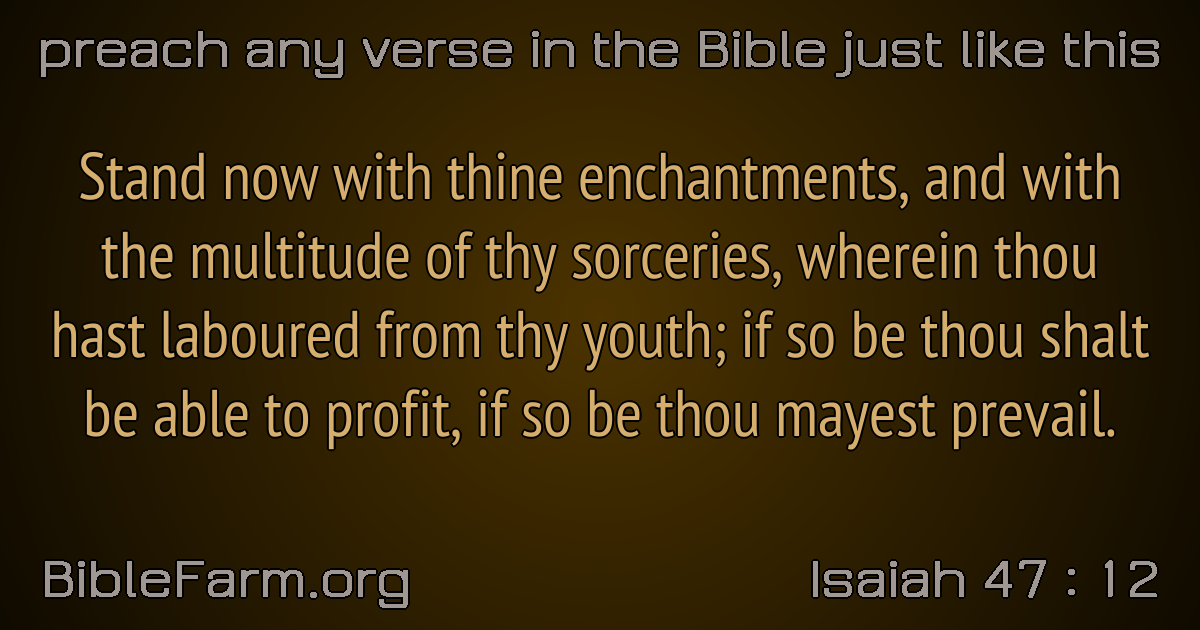 preach any verse in the Bible just like this
Stand now with thine enchantments, and with
the multitude of thy sorceries, wherein thou
hast laboured from thy youth; if so be thou shalt
be able to profit, if so be thou mayest prevail.
BibleFarm.org
Isaiah 47 : 12